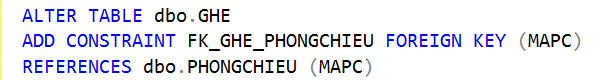 ALTER TABLE dbo.GHE
ADD CONSTRAINT FK_GHE_PHONGCHIEU FOREIGN KEY (MAPC)
REFERENCES dbo.PHONGCHIEU (MAPC)